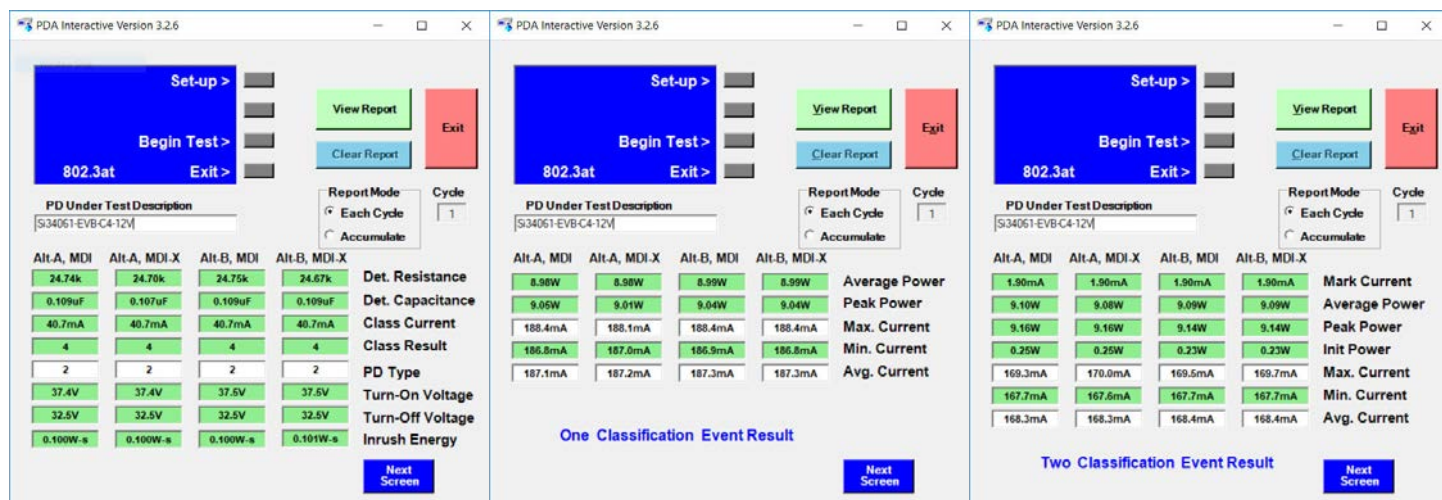 PDA Interactive Version 3.2.6
Set-up >
Begin Test >
802.3at Exit >
View Report
Clear Report
Exit
Report Mode
Each Cycle
Accumulate
Cycle
1
PD Under Test Description
Si34061-EVB-C4-12V
Alt-A, MDI Alt-A, MDI-X Alt-B, MDI Alt-B, MDI-X
24.74k 24.70k 24.75k 24.67k Det. Resistance
0.109uF 0.107uF 0.109uF 0.109uF Det. Capacitance
40.7mA 40.7mA 40.7mA 40.7mA Class Current
4 4 4 4 Class Result
2 2 2 2 PD Type
37.4V 37.4V 37.5V 37.5V Turn-On Voltage
32.5V 32.5V 32.5V 32.5V Turn-Off Voltage
0.100W-s 0.100W-s 0.100W-s 0.101W-s Inrush Energy
Next Screen
PDA Interactive Version 3.2.6
Set-up >
Begin Test >
802.3at Exit >
View Report
Clear Report
Exit
Report Mode
Each Cycle
Accumulate
Cycle
1
PD Under Test Description
Si34061-EVB-C4-12V
Alt-A, MDI Alt-A, MDI-X Alt-B, MDI Alt-B, MDI-X
8.98W 8.98W 8.99W 8.99W Average Power
9.05W 9.01W 9.04W 9.04W Peak Power
188.4mA 188.1mA 188.4mA 188.4mA Max. Current
186.8mA 187.0mA 186.9mA 186.8mA Min. Current
187.1mA 187.2mA 187.3mA 187.3mA Avg. Current
One Classification Event Result
Next Screen
PDA Interactive Version 3.2.6
Set-up >
Begin Test >
802.3at Exit >
View Report
Clear Report
Exit
Report Mode
Each Cycle
Accumulate
Cycle
1
PD Under Test Description
Si34061-EVB-C4-12V
Alt-A, MDI Alt-A, MDI-X Alt-B, MDI Alt-B, MDI-X
1.90mA 1.90mA 1.90mA 1.90mA Mark Current
9.10W 9.08W 9.09W 9.09W Average Power
9.16W 9.16W 9.14W 9.14W Peak Power
0.25W 0.25W 0.23W 0.23W Init Power
169.3mA 170.0mA 169.5mA 169.7mA Max. Current
167.7mA 167.6mA 167.7mA 167.7mA Min. Current
168.3mA 168.3mA 168.4mA 168.4mA Avg. Current
Two Classification Event Result
Next Screen